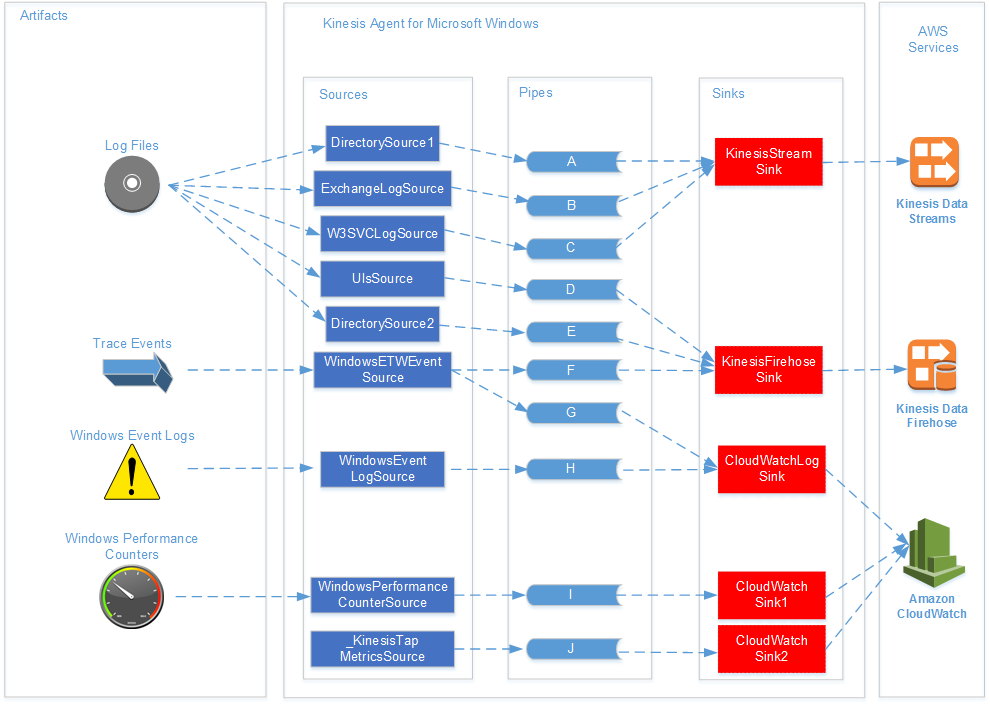 Artifacts
Kinesis Agent for Microsoft Windows
AWS
Services
Sources
Pipes
Sinks
Log Files
DirectorySource1
ExchangeLogSource
W3SVCLogSource
UlsSource
DirectorySource2
A
B
C
D
E
KinesisStream
Sink
Kinesis Data
Streams
Trace Events
WindowsETWEvent
Source
F
G
KinesisFirehose
Sink
Kinesis Data
Firehose
Windows Event Logs
WindowsEvent
LogSource
H
CloudWatchLog
Sink
Windows Performance
Counters
WindowsPerformance
CounterSource
I
CloudWatch
Sink1
_KinesisTap
MetricsSource
J
CloudWatch
Sink2
Amazon
CloudWatch